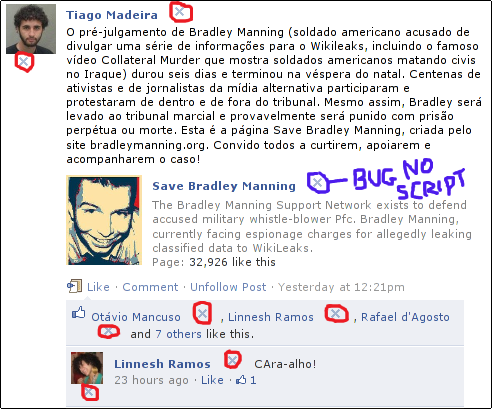 Tiago Madeira
O pré-julgamento de Bradley Manning (soldado americano acusado de
divulgar uma série de informações para o Wikileaks, incluindo o famoso
vídeo Collateral Murder que mostra soldados americanos matando civis
no Iraque) durou seis dias e terminou na véspera do natal. Centenas de
ativistas e de jornalistas da mídia alternativa participaram e
protestaram de dentro e de fora do tribunal. Mesmo assim, Bradley será
levado ao tribunal marcial e provavelmente será punido com prisão
perpétua ou morte. Esta é a página Save Bradley Manning, criada pelo
site bradleymanning.org. Convido todos a curtirem, apoiarem e
acompanharem o caso!
Save Bradley Manning
BUG NO
SCRIPT
The Bradley Manning Support Network exists to defend
accused military whistle-blower Pfc. Bradley Manning,
currently facing espionage charges for allegedly leaking
classified data to WikiLeaks.
Page: 32,926 like this
Like · Comment · Unfollow Post · Yesterday at 12:21pm
Otávio Mancuso , Linnesh Ramos , Rafael d'Agosto
and 7 others like this.
Linnesh Ramos CAra-alho!
23 hours ago · Like · 1